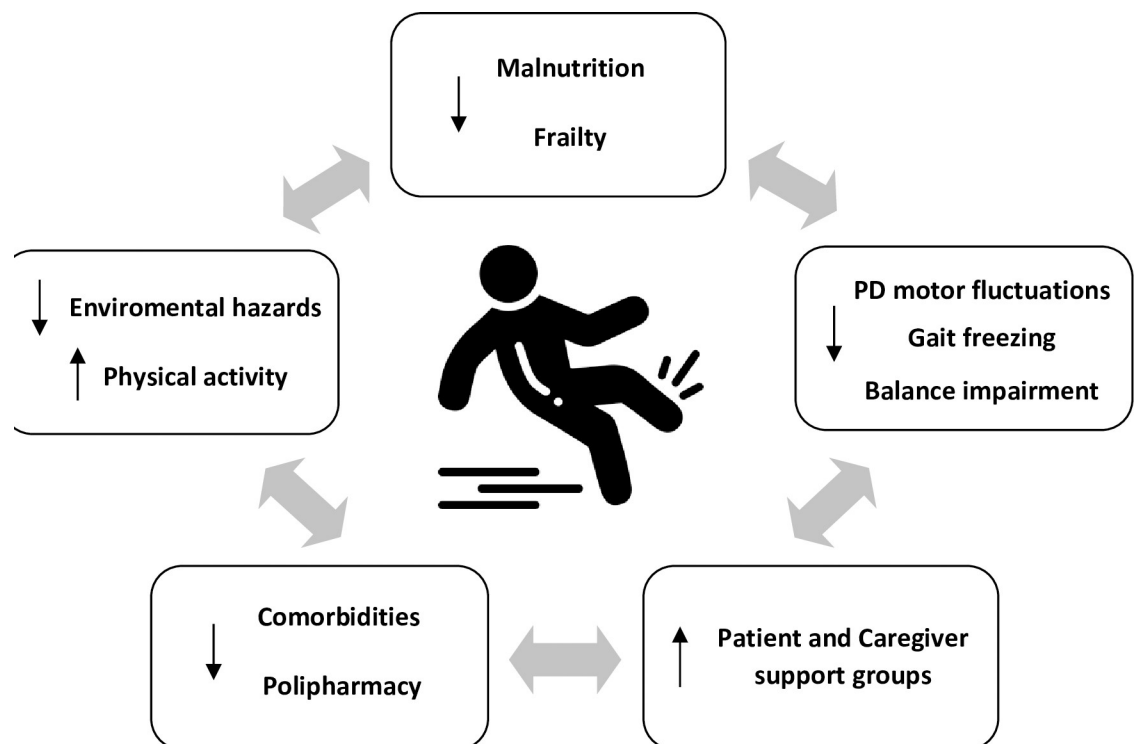 Malnutrition
Frailty
Enviromental hazards
Physical activity
PD motor fluctuations
Gait freezing
Balance impairment
Comorbidities
Polipharmacy
Patient and Caregiver
support groups